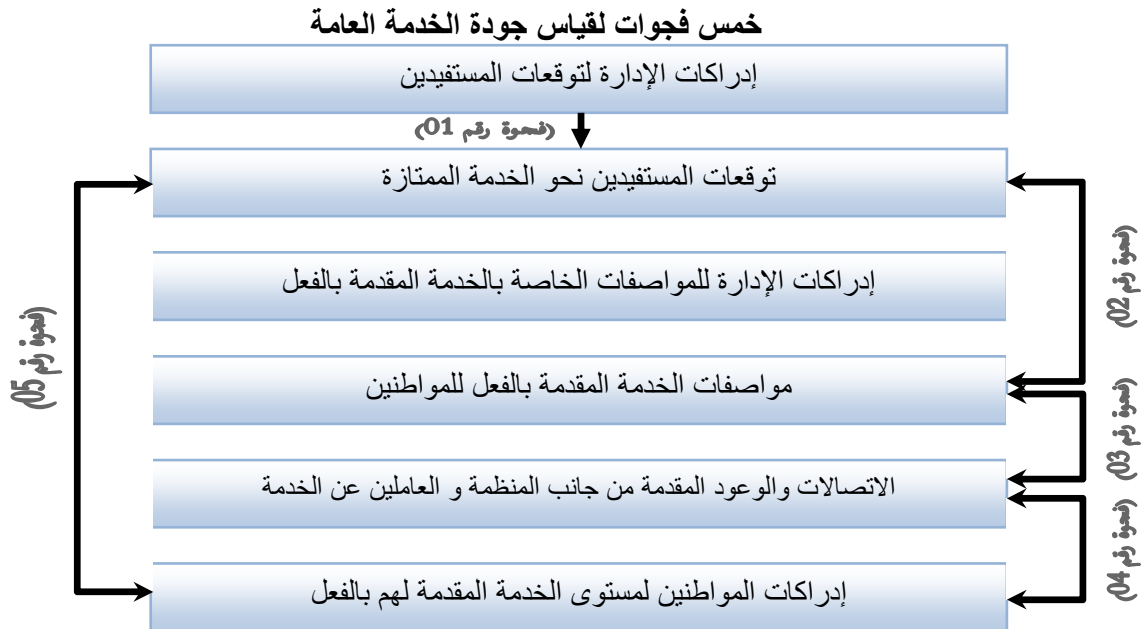 خمس فجوات لقياس جودة الخدمة العامة
إدراكات الإدارة لتوقعات المستفيدين
(فجوة رقم 01)
توقعات المستفيدين نحو الخدمة الممتازة
إدراكات الإدارة للمواصفات الخاصة بالخدمة المقدمة بالفعل
(فجوة رقم 02)
مواصفات الخدمة المقدمة بالفعل للمواطنين
(فجوة رقم 05)
(فجوة رقم 03)
الاتصالات والوعود المقدمة من جانب المنظمة و العاملين عن الخدمة
(فجوة رقم 04)
إدراكات المواطنين لمستوى الخدمة المقدمة لهم بالفعل